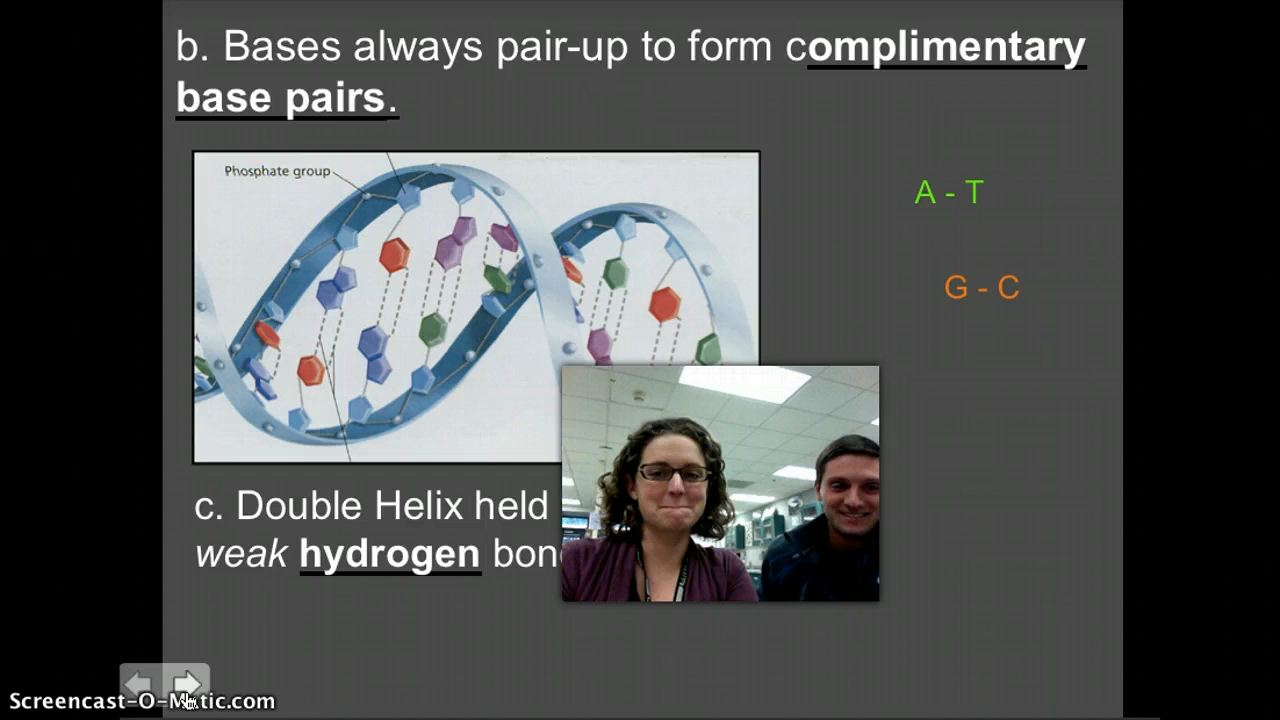 b. Bases always pair-up to form complimentary
base pairs.
Phosphate group
A - T
G - C
c. Double Helix held
weak hydrogen
Screencast-O-Matic.com